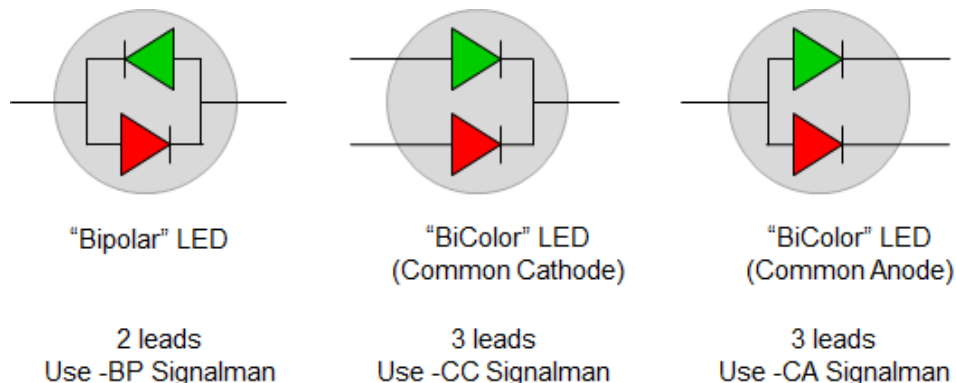 “Bipolar” LED
“BiColor” LED
(Common Cathode)
“BiColor” LED
(Common Anode)
2 leads
Use -BP Signalman
3 leads
Use -CC Signalman
3 leads
Use -CA Signalman